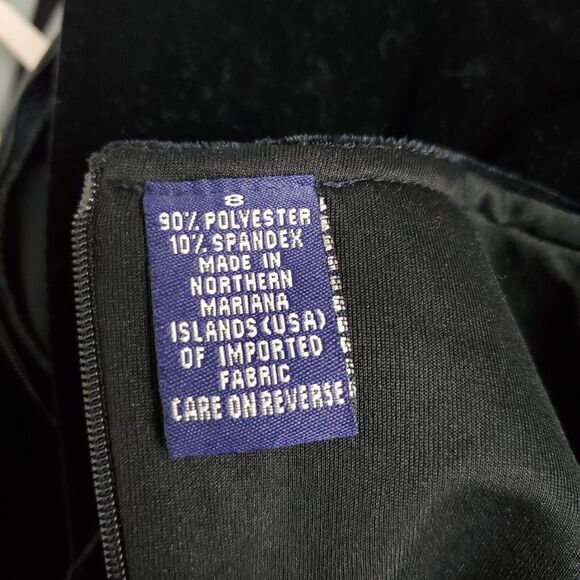 8
90% POLYESTER
10% SPANDEX
MADE IN
NORTHERN
MARIANA
ISLANDS (USA)
OF IMPORTED
FABRIC
CARE ON REVERSE